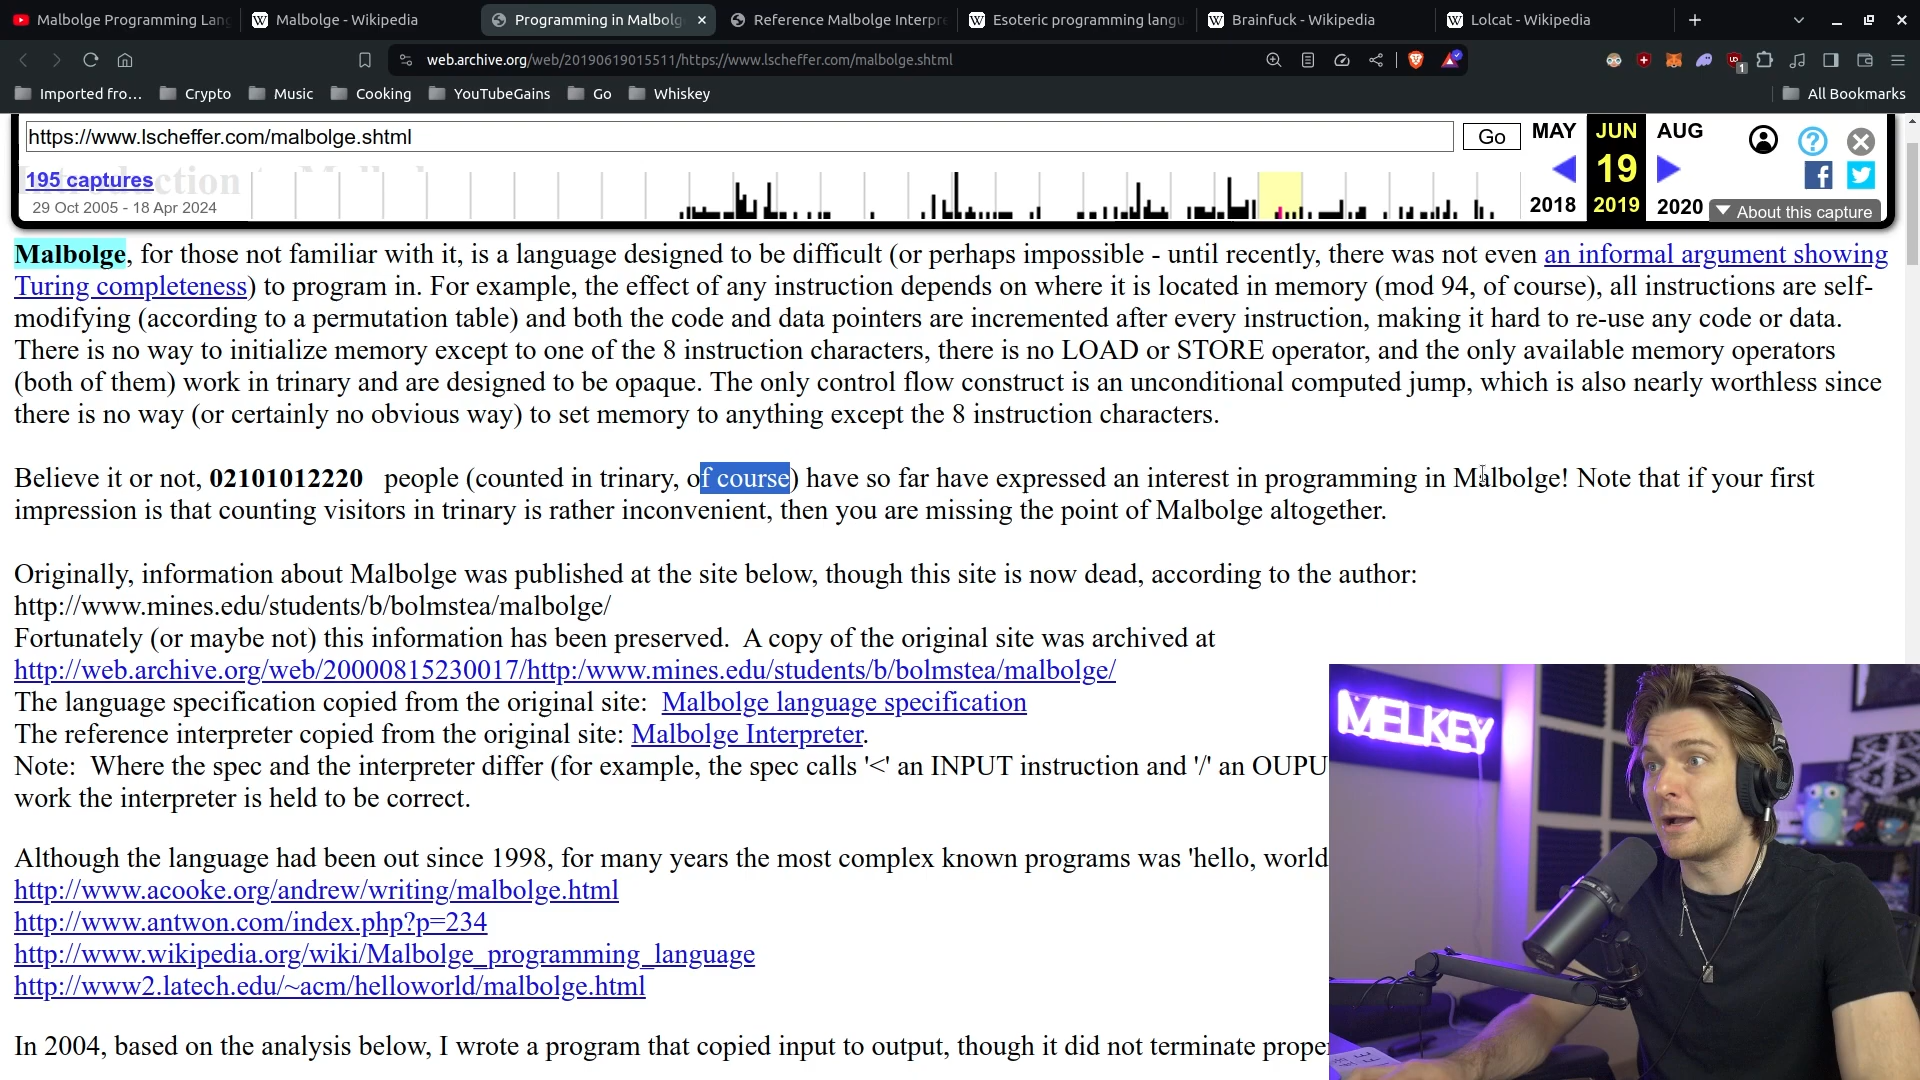 Malbolge Programming Lan
Malbolge - Wikipedia
Programming in Malbolg
Reference Malbolge Interpre
Esoteric programming langu
Brainfuck - Wikipedia
Lolcat - Wikipedia
web.archive.org/web/20190619015511/https://www.lscheffer.com/malbolge.shtml
1
Imported fro...
Crypto
Music
Cooking
YouTubeGains
Go
Whiskey
All Bookmarks
https://www.lscheffer.com/malbolge.shtml
Go
MAY
JUN
AUG
195 captures
19
29 Oct 2005 - 18 Apr 2024
2018
2019
2020
About this capture
Malbolge, for those not familiar with it, is a language designed to be difficult (or perhaps impossible - until recently, there was not even an informal argument showing
Turing completeness) to program in. For example, the effect of any instruction depends on where it is located in memory (mod 94, of course), all instructions are self-
modifying (according to a permutation table) and both the code and data pointers are incremented after every instruction, making it hard to re-use any code or data.
There is no way to initialize memory except to one of the 8 instruction characters, there is no LOAD or STORE operator, and the only available memory operators
(both of them) work in trinary and are designed to be opaque. The only control flow construct is an unconditional computed jump, which is also nearly worthless since
there is no way (or certainly no obvious way) to set memory to anything except the 8 instruction characters.
Believe it or not, 02101012220 people (counted in trinary, of course) have so far have expressed an interest in programming in Malbolge! Note that if your first
impression is that counting visitors in trinary is rather inconvenient, then you are missing the point of Malbolge altogether.
Originally, information about Malbolge was published at the site below, though this site is now dead, according to the author:
http://www.mines.edu/students/b/bolmstea/malbolge/
Fortunately (or maybe not) this information has been preserved. A copy of the original site was archived at
http://web.archive.org/web/20000815230017/http:/www.mines.edu/students/b/bolmstea/malbolge/
The language specification copied from the original site: Malbolge language specification
The reference interpreter copied from the original site: Malbolge Interpreter.
Note: Where the spec and the interpreter differ (for example, the spec calls '<' an INPUT instruction and '/' an OUPU
work the interpreter is held to be correct.
Although the language had been out since 1998, for many years the most complex known programs was 'hello, world
http://www.acooke.org/andrew/writing/malbolge.html
http://www.antwon.com/index.php?p=234
http://www.wikipedia.org/wiki/Malbolge_programming_language
http://www2.latech.edu/~acm/helloworld/malbolge.html
In 2004, based on the analysis below, I wrote a program that copied input to output, though it did not terminate prope
MELKEY